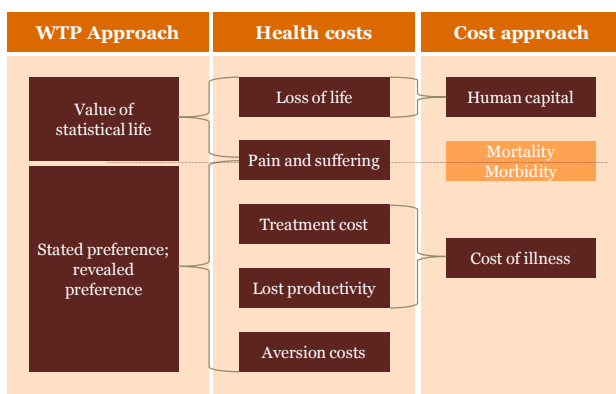 WTP Approach
Health costs
Cost approach
Value of
statistical life
Stated preference;
revealed
preference
Loss of life
Pain and suffering
Treatment cost
Lost productivity
Aversion costs
Human capital
Mortality
Morbidity
Cost of illness